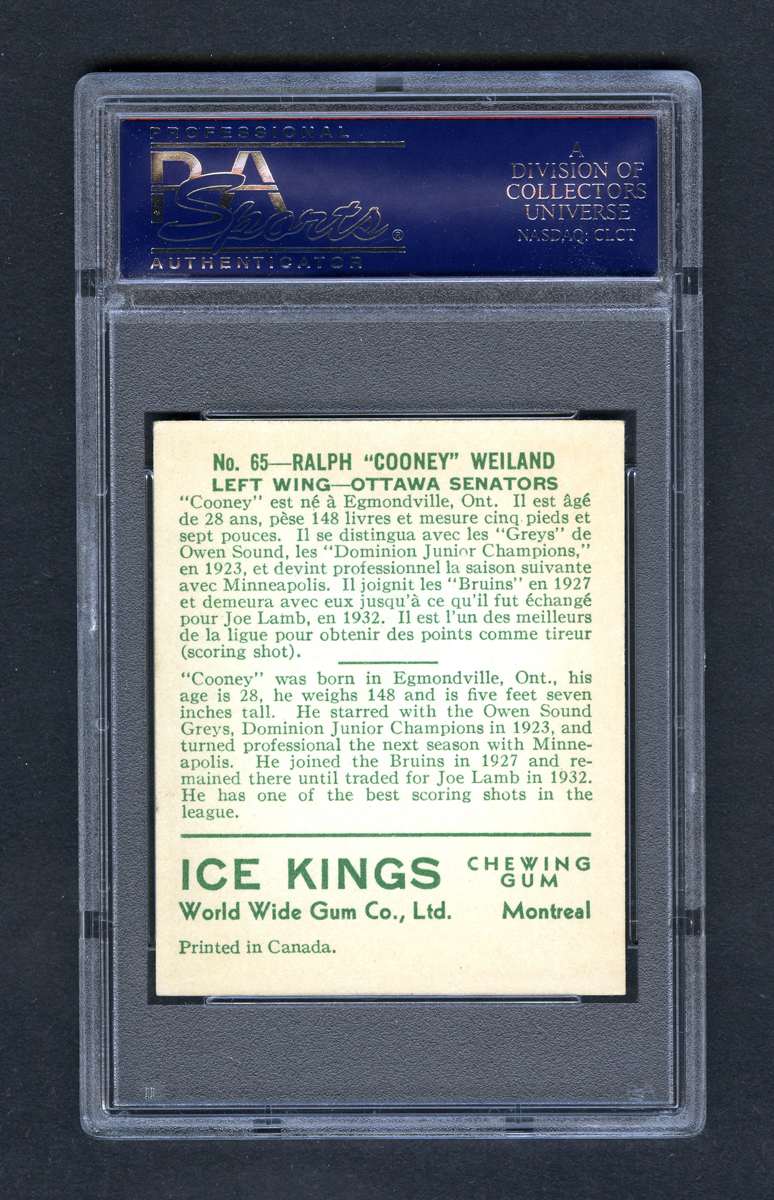 PROFESSIONAL
PSA
Sports®
AUTHENTICATOR
A
DIVISION OF
COLLECTORS
UNIVERSE
NASDAQ: CLCT
No. 65—RALPH “COONEY” WEILAND
LEFT WING—OTTAWA SENATORS
“Cooney” est né à Egmondville, Ont. Il est âgé
de 28 ans, pèse 148 livres et mesure cinq pieds et
sept pouces. Il se distingua avec les “Greys” de
Owen Sound, les “Dominion Junior Champions,”
en 1923, et devint professionnel la saison suivante
avec Minneapolis. Il joignit les “Bruins” en 1927
et demeura avec eux jusqu'à ce qu'il fut échangé
pour Joe Lamb, en 1932. Il est l'un des meilleurs
de la ligue pour obtenir des points comme tireur
(scoring shot).
“Cooney” was born in Egmondville, Ont., his
age is 28, he weighs 148 and is five feet seven
inches tall. He starred with the Owen Sound
Greys, Dominion Junior Champions in 1923, and
turned professional the next season with Minne-
apolis. He joined the Bruins in 1927 and re-
mained there until traded for Joe Lamb in 1932.
He has one of the best scoring shots in the
league.
ICE KINGS CHEWING GUM
World Wide Gum Co., Ltd. Montreal
Printed in Canada.